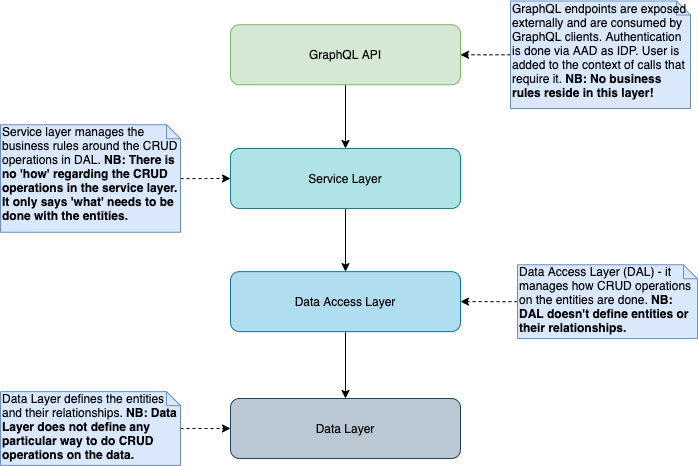 GraphQL endpoints are exposed
externally and are consumed by
GraphQL clients. Authentication
is done via AAD as IDP. User is
added to the context of calls that
require it. NB: No business
rules reside in this layer!
GraphQL API
Service layer manages the
business rules around the CRUD
operations in DAL. NB: There is
no 'how' regarding the CRUD
operations in the service layer.
It only says 'what' needs to be
done with the entities.
Service Layer
Data Access Layer (DAL) - it
manages how CRUD operations
on the entities are done. NB:
DAL doesn't define entities or
their relationships.
Data Access Layer
Data Layer defines the entities
and their relationships. NB: Data
Layer does not define any
particular way to do CRUD
operations on the data.
Data Layer